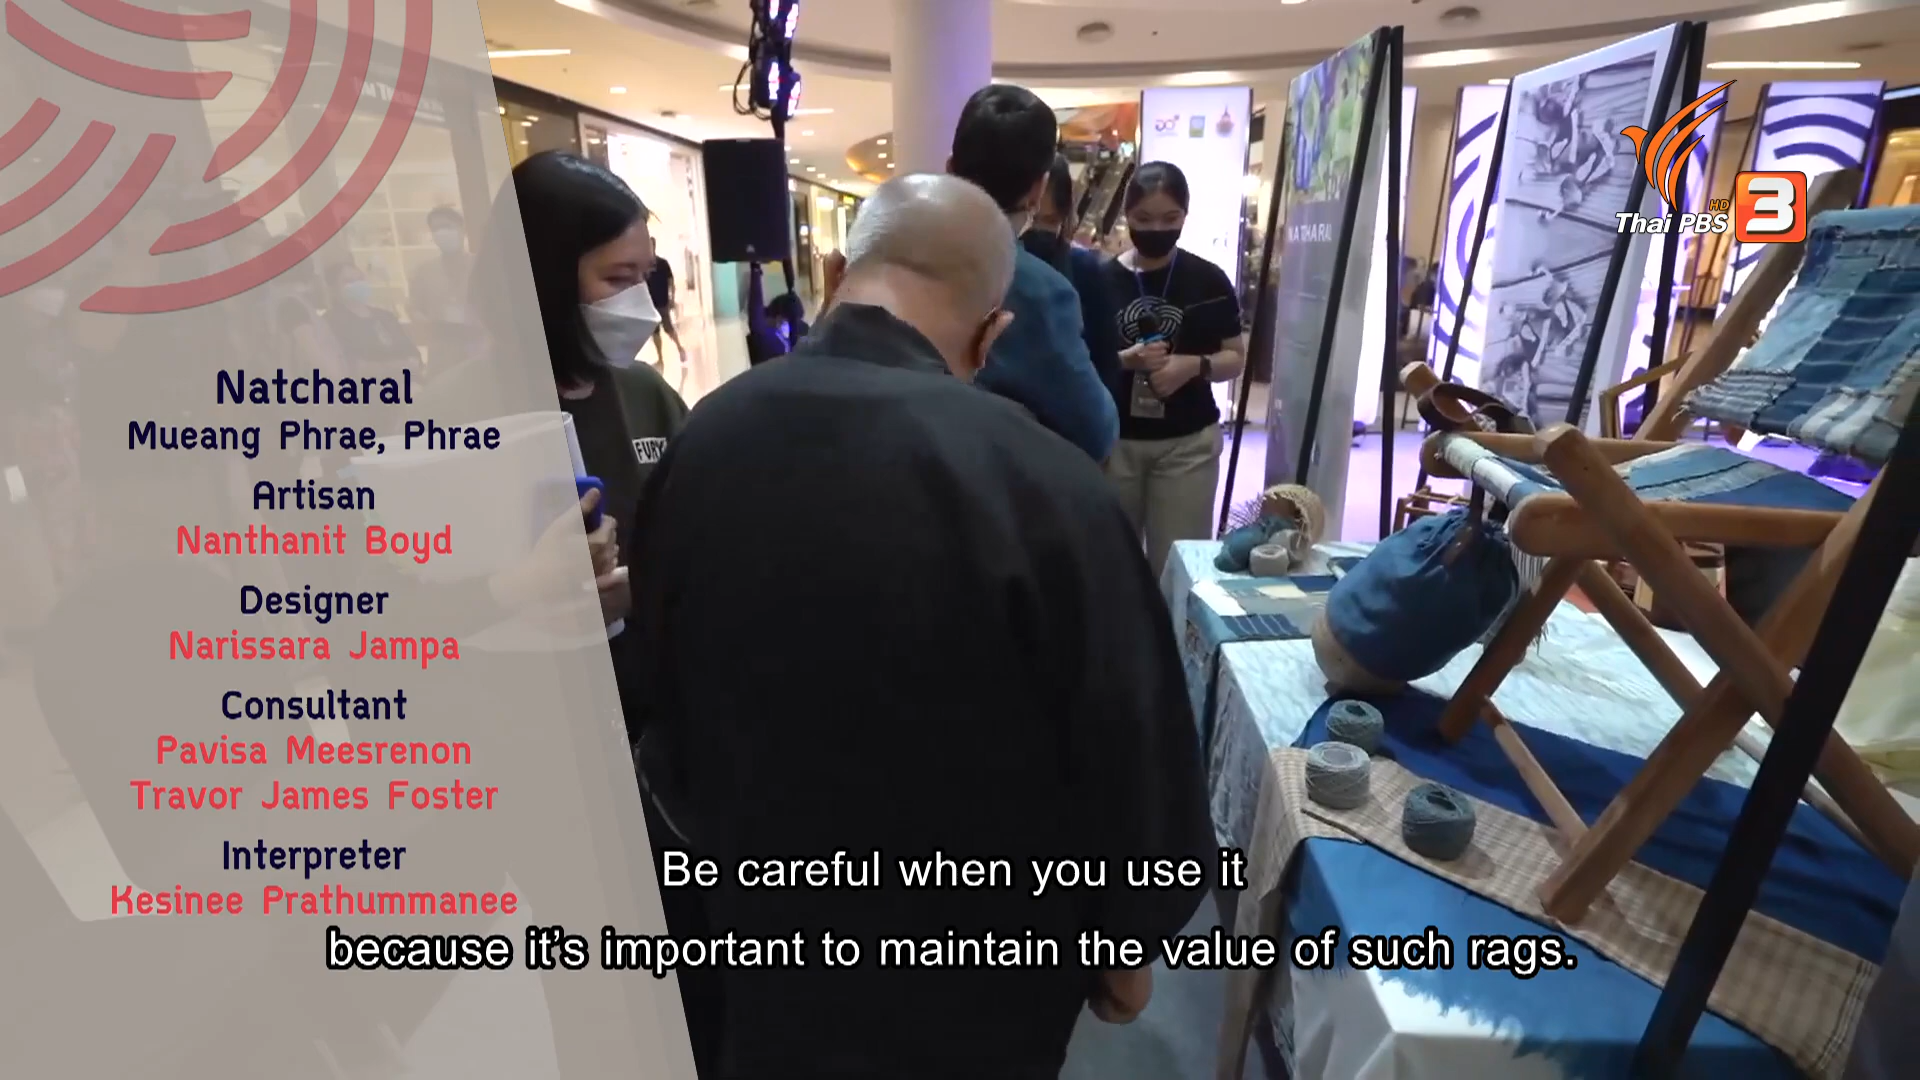 Natcharal
Mueang Phrae, Phrae
Artisan
Nanthanit Boyd
Designer
Narissara Jampa
Consultant
Pavisa Meesrenon
Travor James Foster
Interpreter
Kesinee Prathummanee
FURY
HD
Thai PBS 3
Be careful when you use it
because it’s important to maintain the value of such rags.